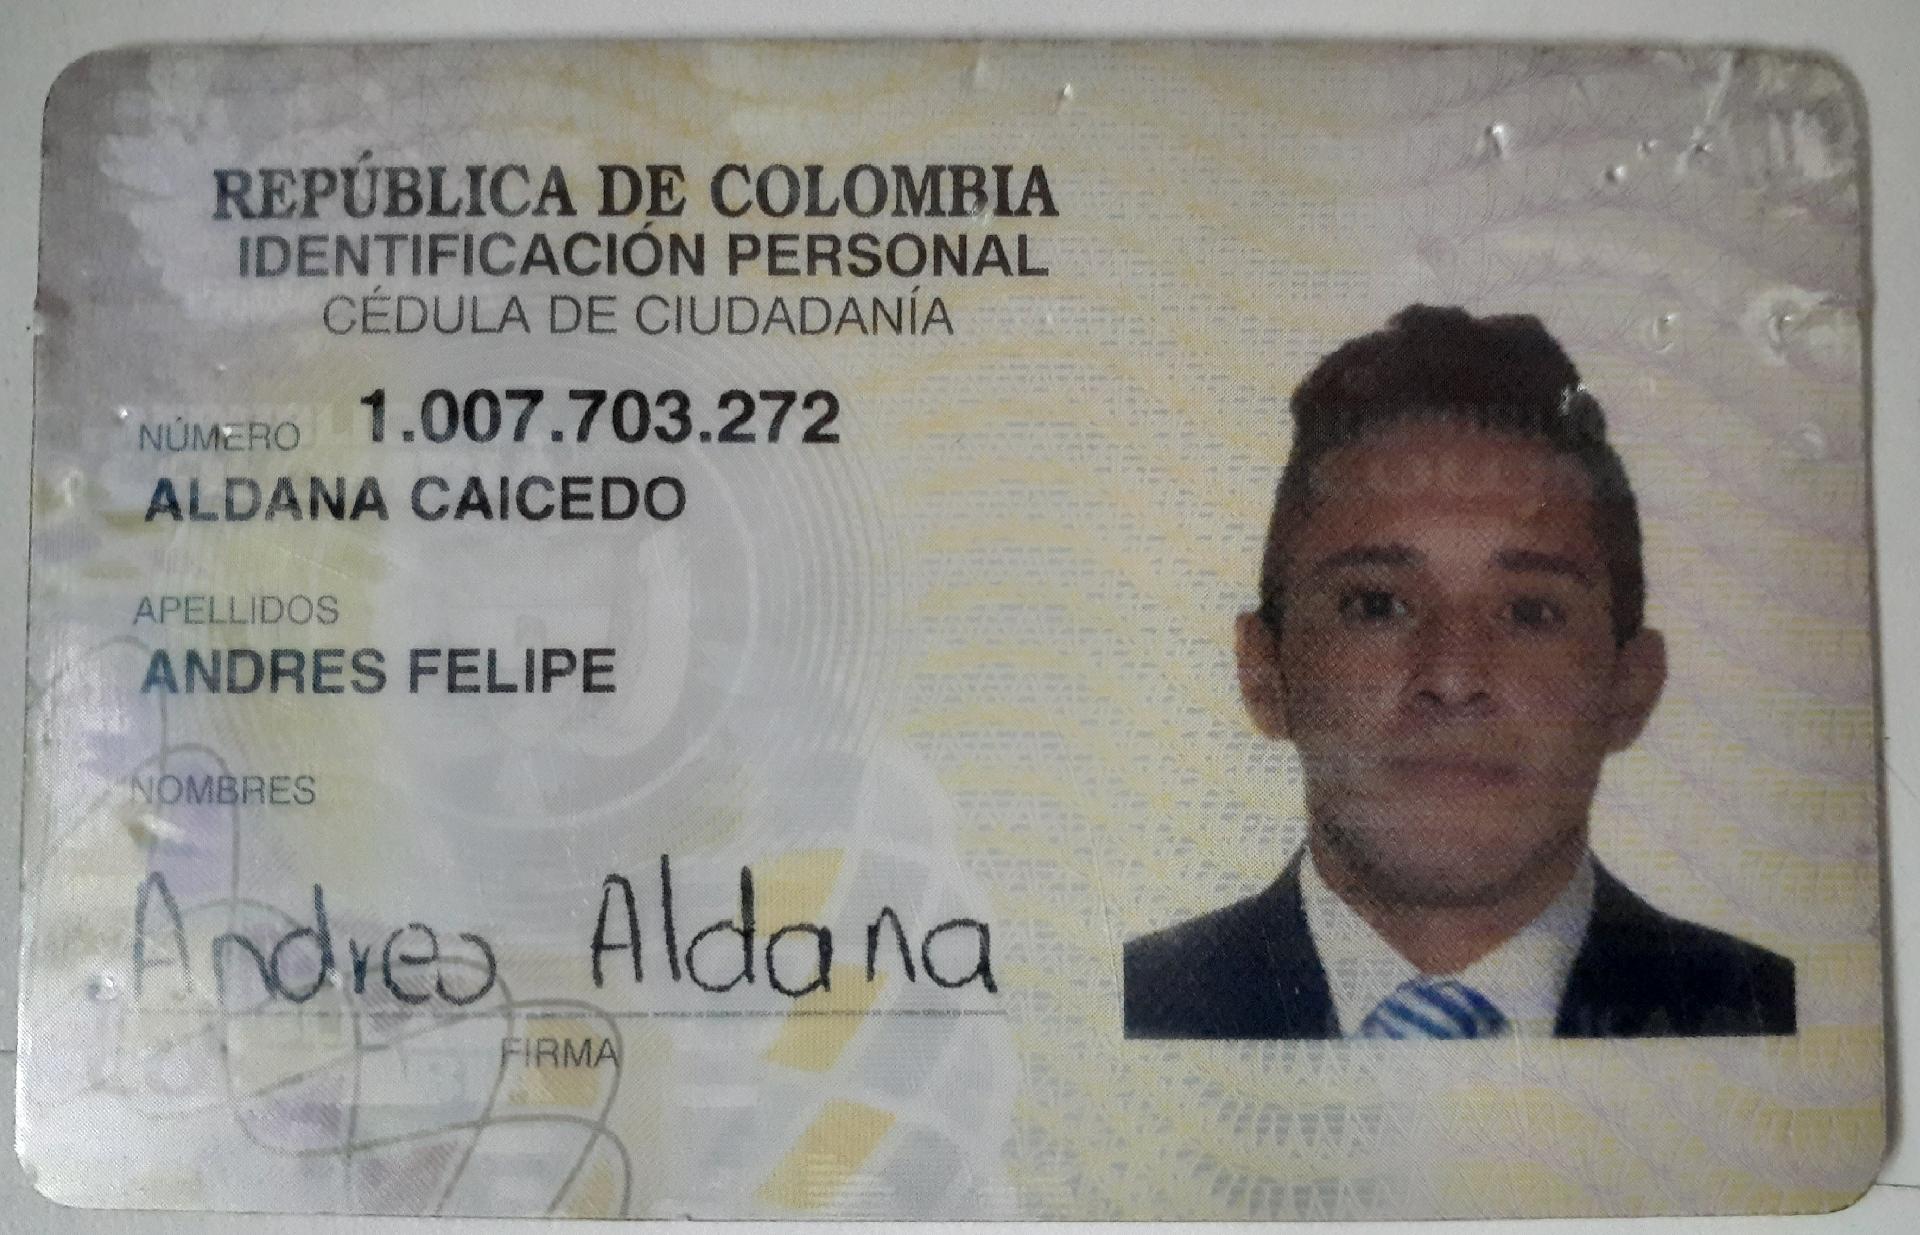 REPÚBLICA DE COLOMBIA
IDENTIFICACIÓN PERSONAL
CÉDULA DE CIUDADANÍA
NÚMERO 1.007.703.272
ALDANA CAICEDO
APELLIDOS
ANDRES FELIPE
NOMBRES
Andres Aldana
FIRMA